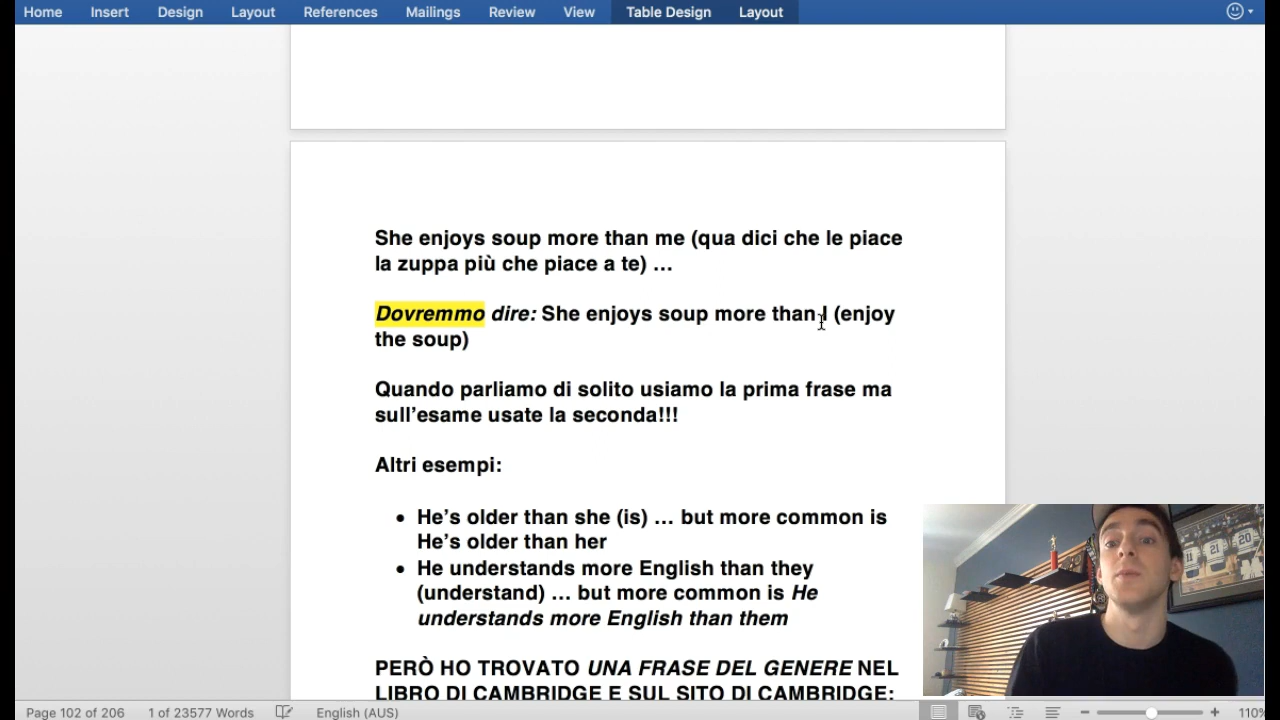 Home Insert Design Layout References Mailings Review View Table Design Layout
She enjoys soup more than me (qua dici che le piace
la zuppa più che piace a te) …
Dovremmo dire: She enjoys soup more than I (enjoy
the soup)
Quando parliamo di solito usiamo la prima frase ma
sull’esame usate la seconda!!!
Altri esempi:
• He’s older than she (is) … but more common is
He’s older than her
• He understands more English than they
(understand) … but more common is He
understands more English than them
PERÒ HO TROVATO UNA FRASE DEL GENERE NEL
LIBRO DI CAMBRIDGE E SUL SITO DI CAMBRIDGE:
11 21 20
Page 102 of 206 1 of 23577 Words English (AUS) 110%